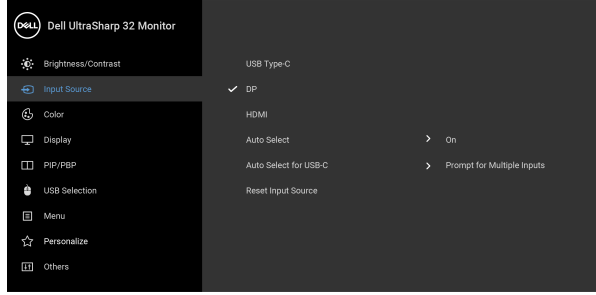 DELL Dell UltraSharp 32 Monitor
Brightness/Contrast USB Type-C
Input Source DP
Color HDMI
Display Auto Select On
PIP/PBP Auto Select for USB-C Prompt for Multiple Inputs
USB Selection Reset Input Source
Menu
Personalize
Others